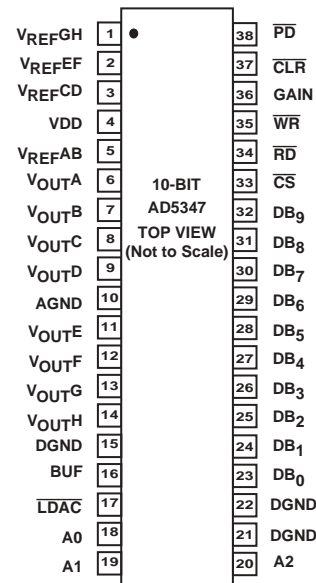 VREFGH 1
VREFEF 2
VREFCD 3
VDD 4
VREFAB 5
VOUTA 6
VOUTB 7
VOUTC 8
VOUTD 9
AGND 10
VOUTE 11
VOUTF 12
VOUTG 13
VOUTH 14
DGND 15
BUF 16
LDAC 17
A0 18
A1 19
10-BIT
AD5347
TOP VIEW
(Not to Scale)
38 PD
37 CLR
36 GAIN
35 WR
34 RD
33 CS
32 DB9
31 DB8
30 DB7
29 DB6
28 DB5
27 DB4
26 DB3
25 DB2
24 DB1
23 DB0
22 DGND
21 DGND
20 A2